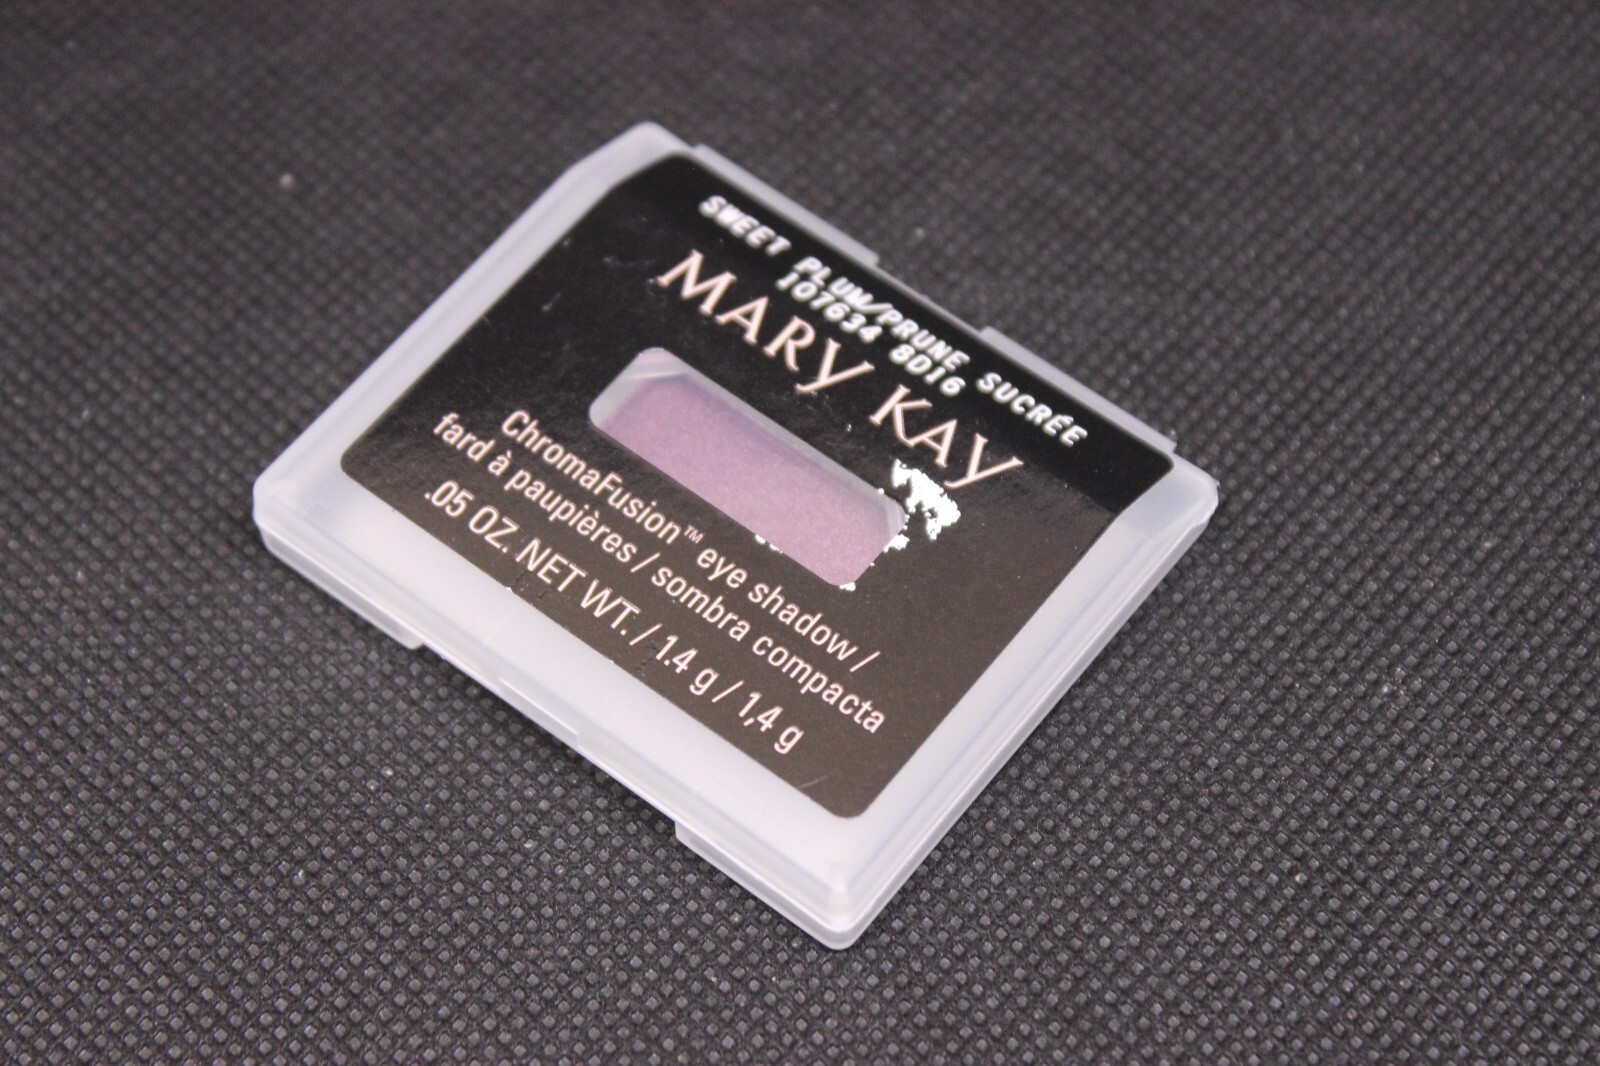 SWEET PLUM/PRUNE SUCRÉE
107634 8D16
MARY KAY
ChromaFusion™ eye shadow /
fard à paupières / sombra compacta
.05 OZ. NET WT. / 1.4 g / 1,4 g